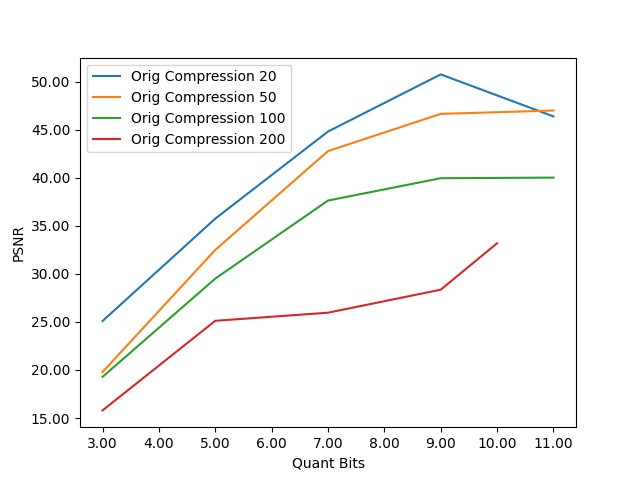 Orig Compression 20
Orig Compression 50
Orig Compression 100
Orig Compression 200
PSNR
50.00
45.00
40.00
35.00
30.00
25.00
20.00
15.00
3.00 4.00 5.00 6.00 7.00 8.00 9.00 10.00 11.00
Quant Bits